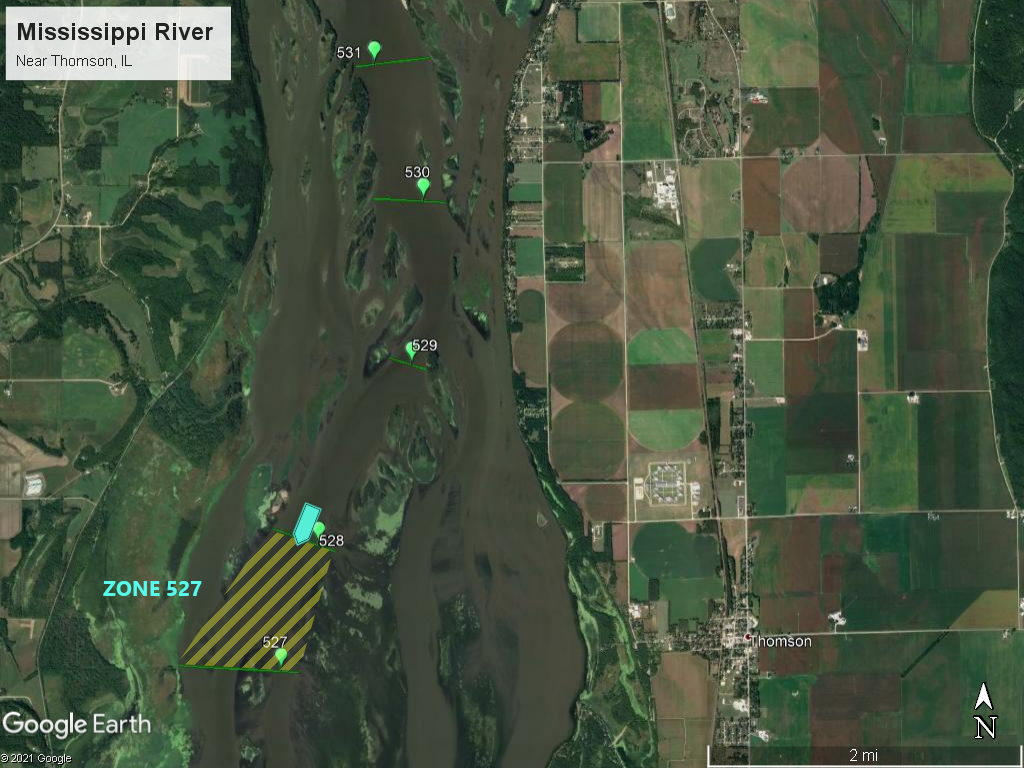 Mississippi River
Near Thomson, IL
531
530
529
528
ZONE 527
527
Thomson
Google Earth
N
© 2021 Google
2 mi